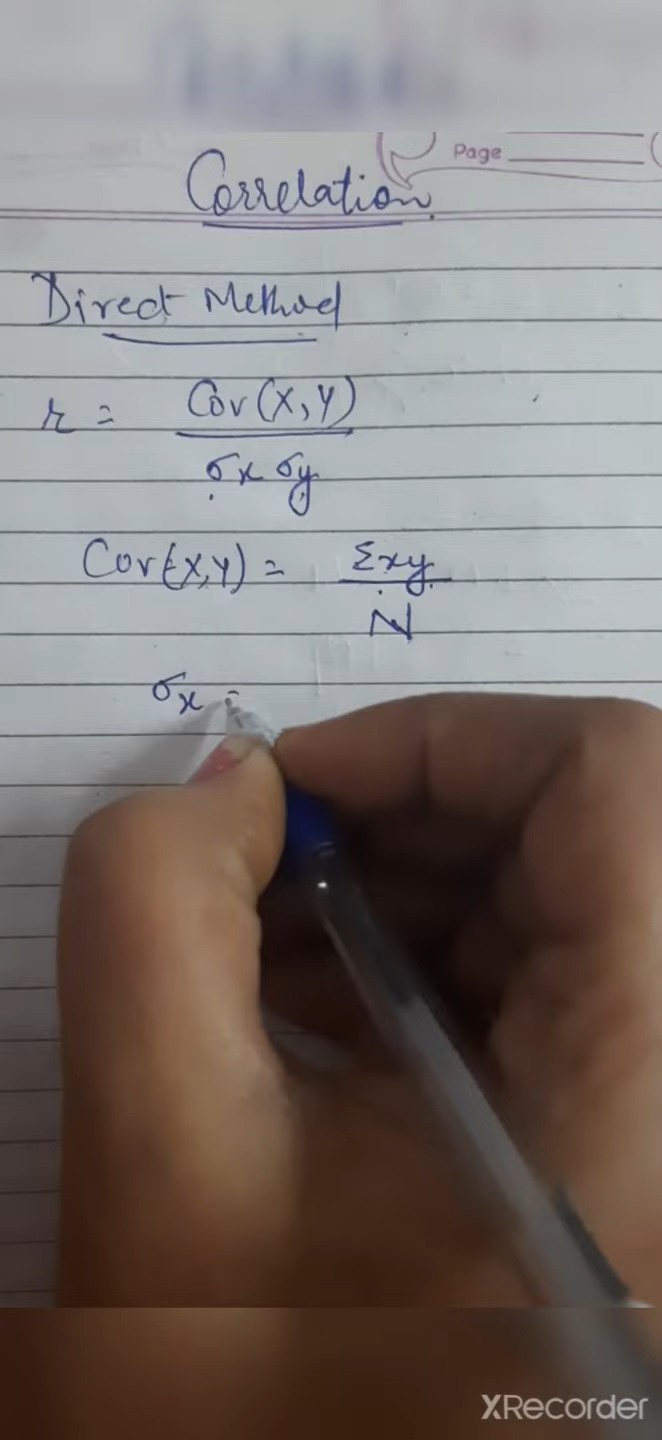 Page
Correlation
Direct Method
r = Cov(X,Y)
σx σy
Cov(X,Y) = Σxy
N
σx =
XRecorder